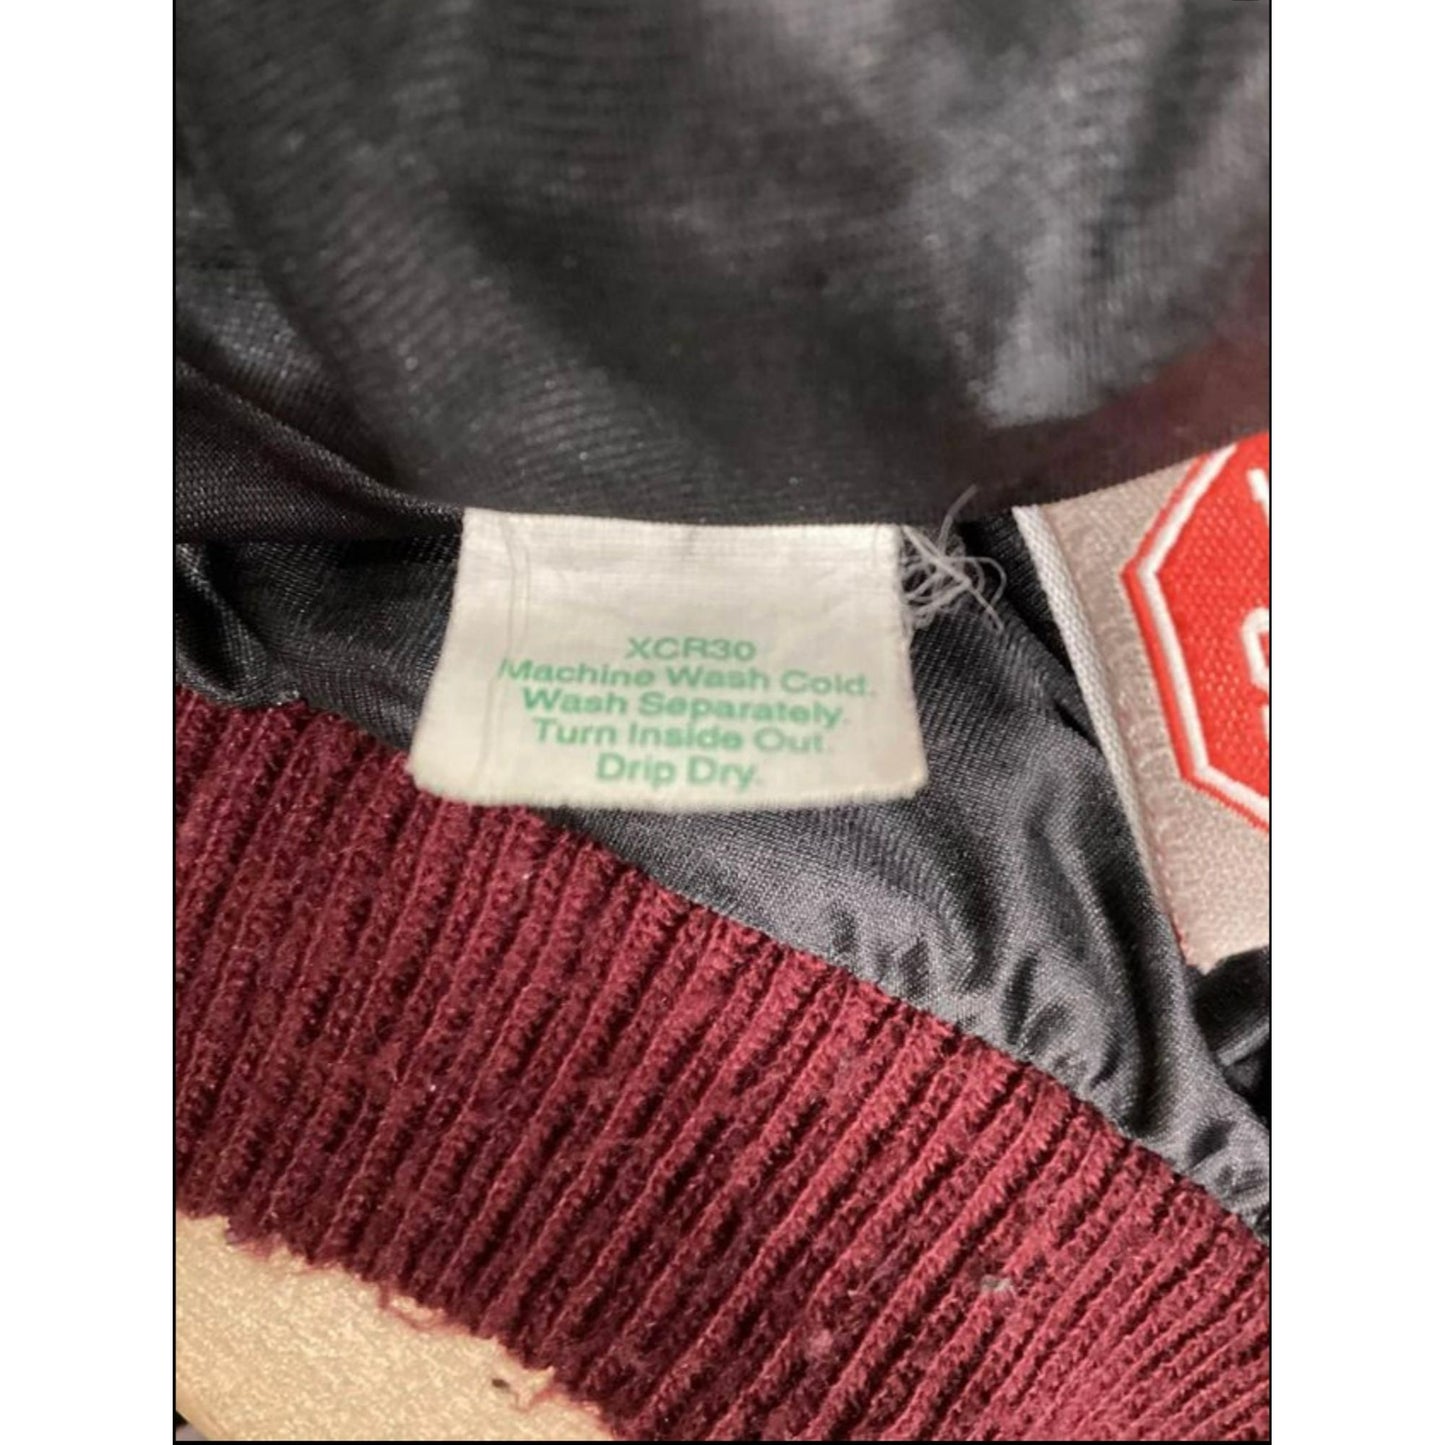 XCR30
Machine Wash Cold.
Wash Separately.
Turn Inside Out.
Drip Dry.